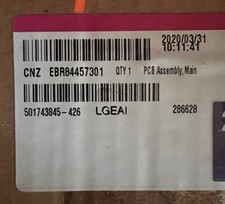 2020/03/31
10:11:41
CNZ EBR84457301 QTY 1 PCB Assembly,Main
501743845-426 LGEAI 286628